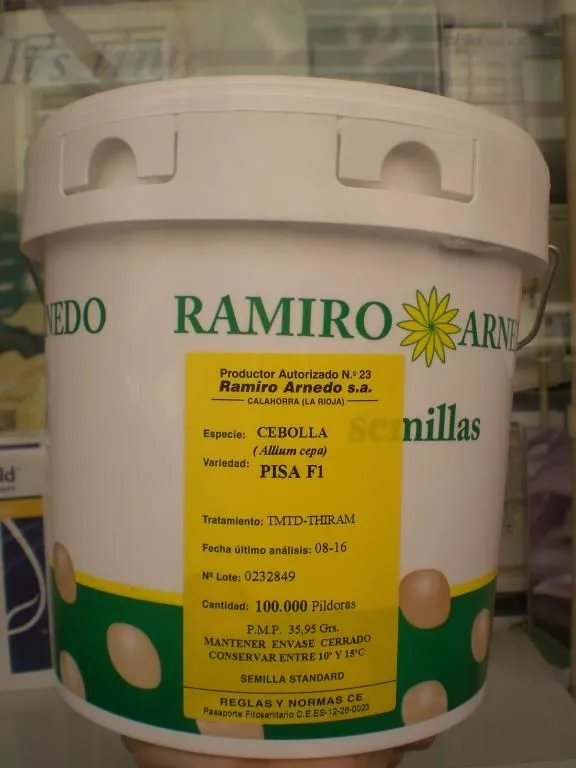 It's time
NEDO RAMIRO ARNE
semillas
Productor Autorizado N.º 23
Ramiro Arnedo s.a.
CALAHORRA (LA RIOJA)
Especie: CEBOLLA
(Allium cepa)
Variedad: PISA F1
Tratamiento: TMTD-THIRAM
Fecha último análisis: 08-16
Nº Lote: 0232849
Cantidad: 100.000 Píldoras
P.M.P. 35,95 Grs.
MANTENER ENVASE CERRADO
CONSERVAR ENTRE 10º Y 15ºC
SEMILLA STANDARD
REGLAS Y NORMAS CE
Pasaporte Fitosanitario C.E.ES-12-26-0023